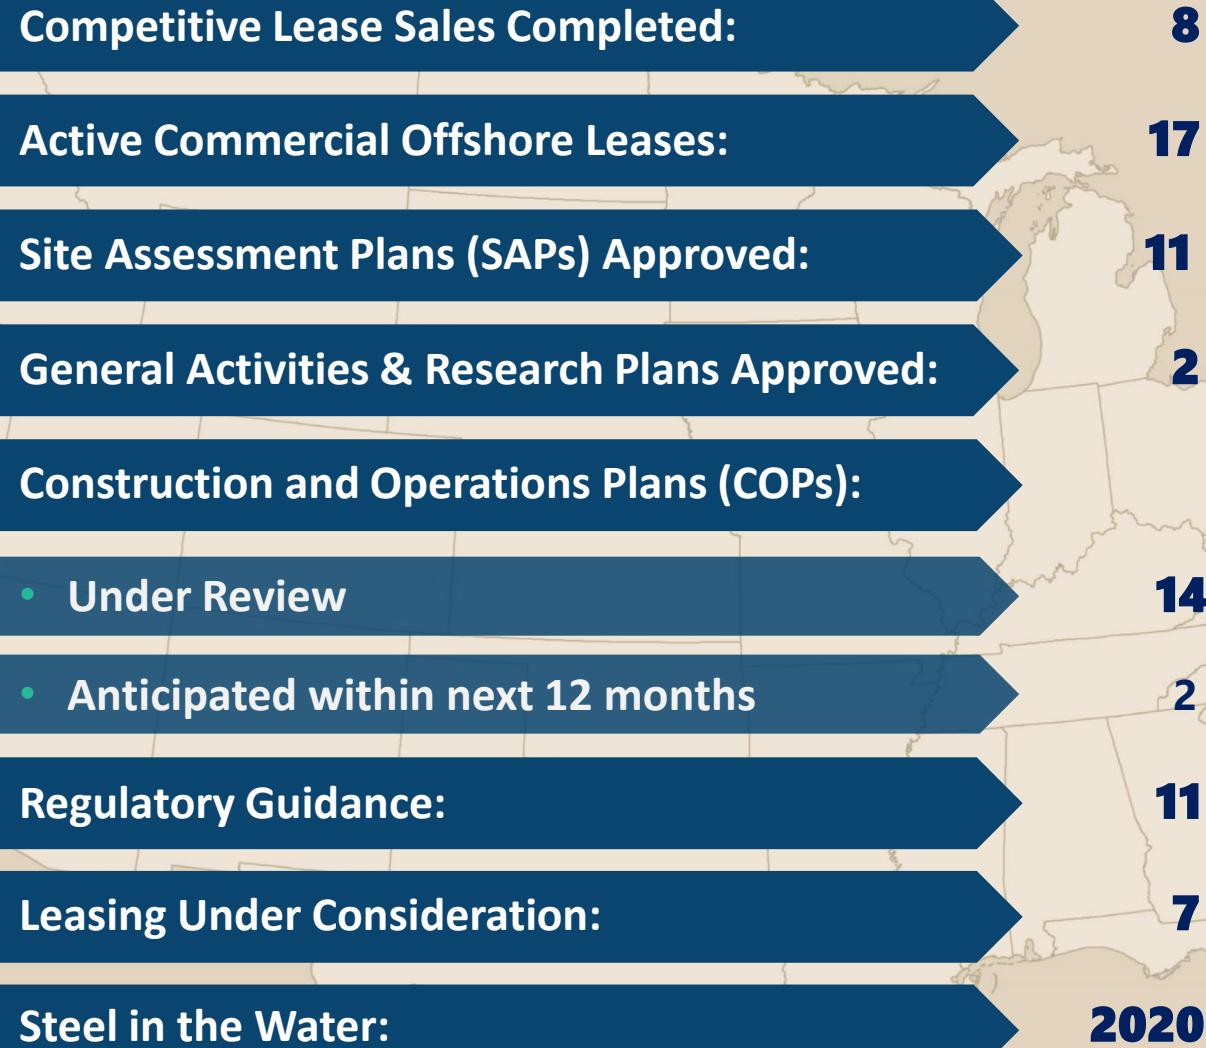 Competitive Lease Sales Completed: 8
Active Commercial Offshore Leases: 17
Site Assessment Plans (SAPs) Approved: 11
General Activities & Research Plans Approved: 2
Construction and Operations Plans (COPs):
• Under Review 14
• Anticipated within next 12 months 2
Regulatory Guidance: 11
Leasing Under Consideration: 7
Steel in the Water: 2020